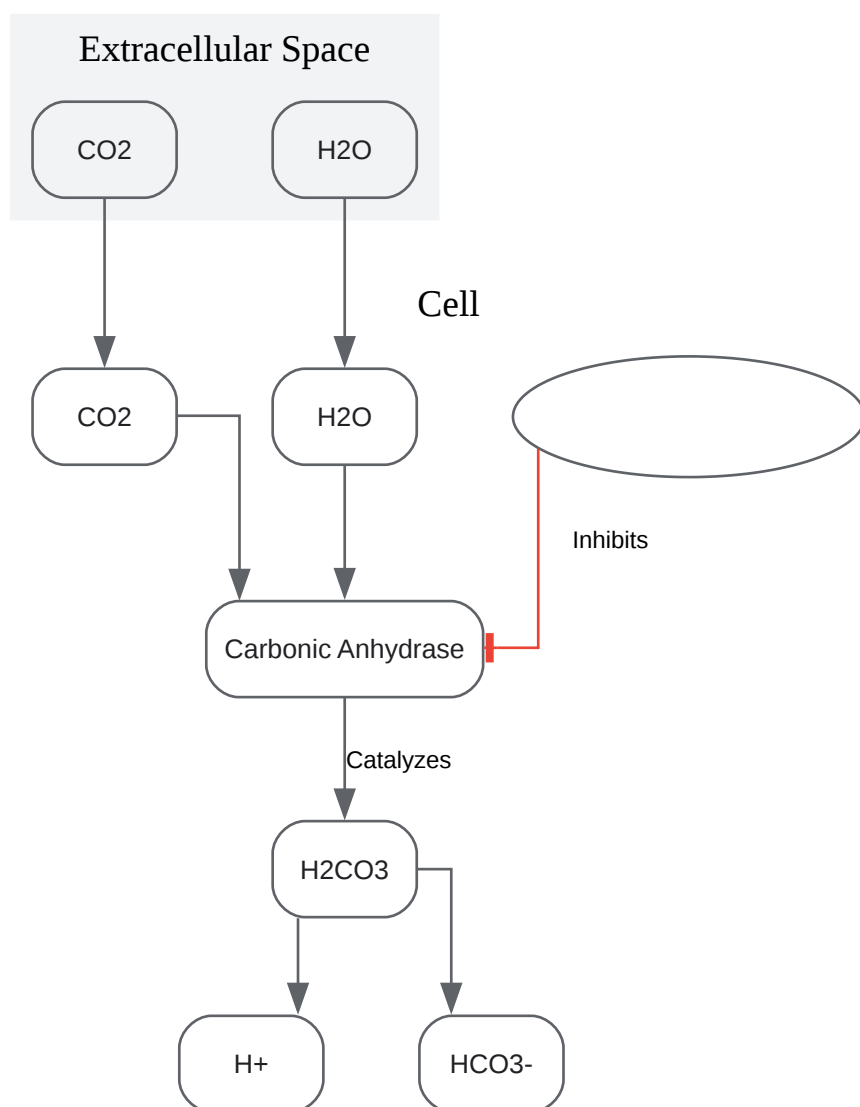 Extracellular Space
CO2
H2O
Cell
CO2
H2O
Inhibits
Carbonic Anhydrase
Catalyzes
H2CO3
H+
HCO3-